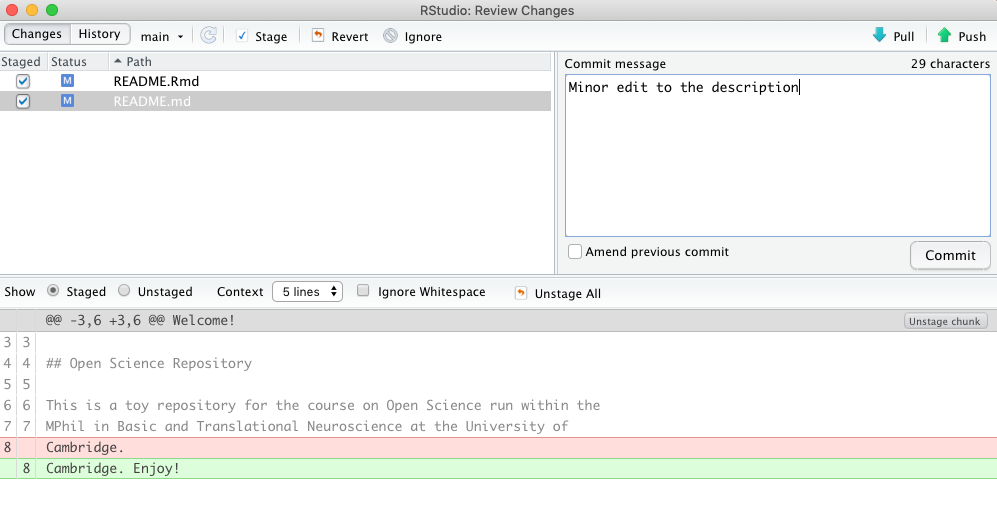 RStudio: Review Changes
Changes History main Stage Revert Ignore Pull Push
Staged Status Path
M README.Rmd
M README.md
Commit message 29 characters
Minor edit to the description
Amend previous commit Commit
Show Staged Unstaged Context 5 lines Ignore Whitespace Unstage All
@@ -3,6 +3,6 @@ Welcome! Unstage chunk
3 3
4 4 ## Open Science Repository
5 5
6 6 This is a toy repository for the course on Open Science run within the
7 7 MPhil in Basic and Translational Neuroscience at the University of
8 Cambridge.
8 Cambridge. Enjoy!